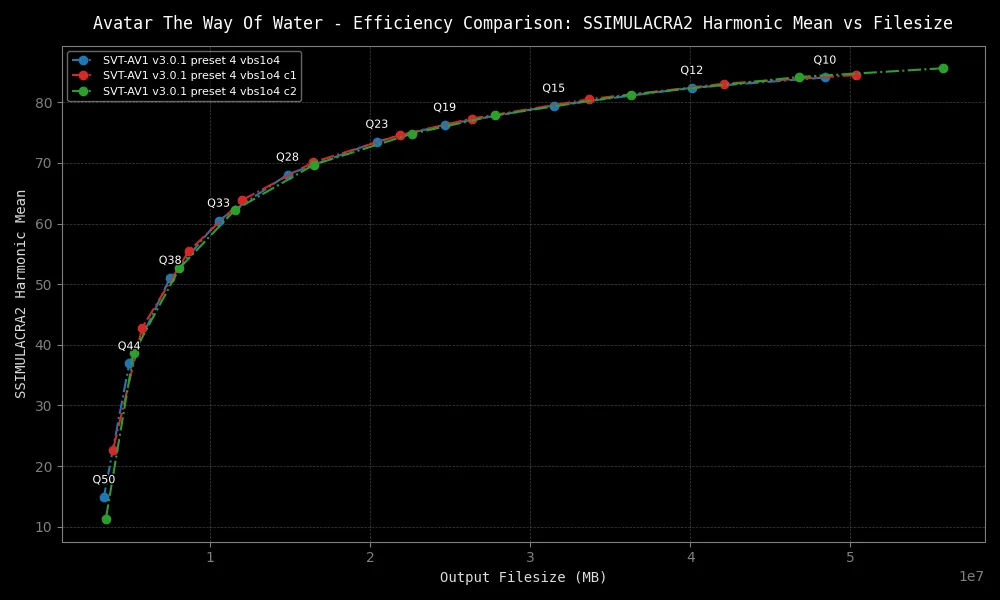 Avatar The Way Of Water - Efficiency Comparison: SSIMULACRA2 Harmonic Mean vs Filesize
SVT-AV1 v3.0.1 preset 4 vbs1o4
SVT-AV1 v3.0.1 preset 4 vbs1o4 c1
SVT-AV1 v3.0.1 preset 4 vbs1o4 c2
Q10
Q12
Q15
Q19
Q23
Q28
Q33
Q38
Q44
Q50
SSIMULACRA2 Harmonic Mean
80
70
60
50
40
30
20
10
1
2
3
4
5
1e7
Output Filesize (MB)